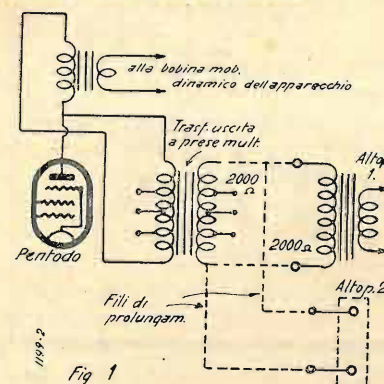 alla bobina mob.
dinamico dell'apparecchio
Trasf. uscita
a prese mult.
Altop.
1.
2000
Ω
2000Ω
Pentodo
Altop. 2
Fili di
prolungam.
1199-2
Fig 1